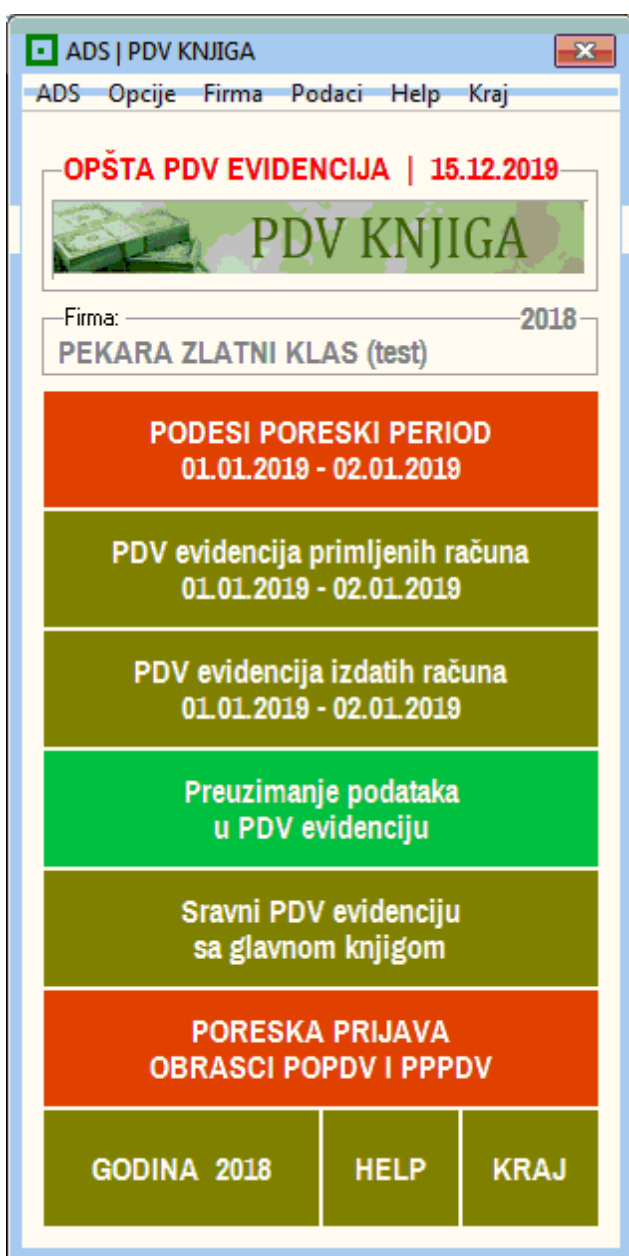 ADS | PDV KNJIGA
ADS Opcije Firma Podaci Help Kraj
OPŠTA PDV EVIDENCIJA | 15.12.2019
PDV KNJIGA
Firma: 2018
PEKARA ZLATNI KLAS (test)
PODESI PORESKI PERIOD
01.01.2019 - 02.01.2019
PDV evidencija primljenih računa
01.01.2019 - 02.01.2019
PDV evidencija izdatih računa
01.01.2019 - 02.01.2019
Preuzimanje podataka
u PDV evidenciju
Sravni PDV evidenciju
sa glavnom knjigom
PORESKA PRIJAVA
OBRASCI POPDV I PPPDV
GODINA 2018 HELP KRAJ